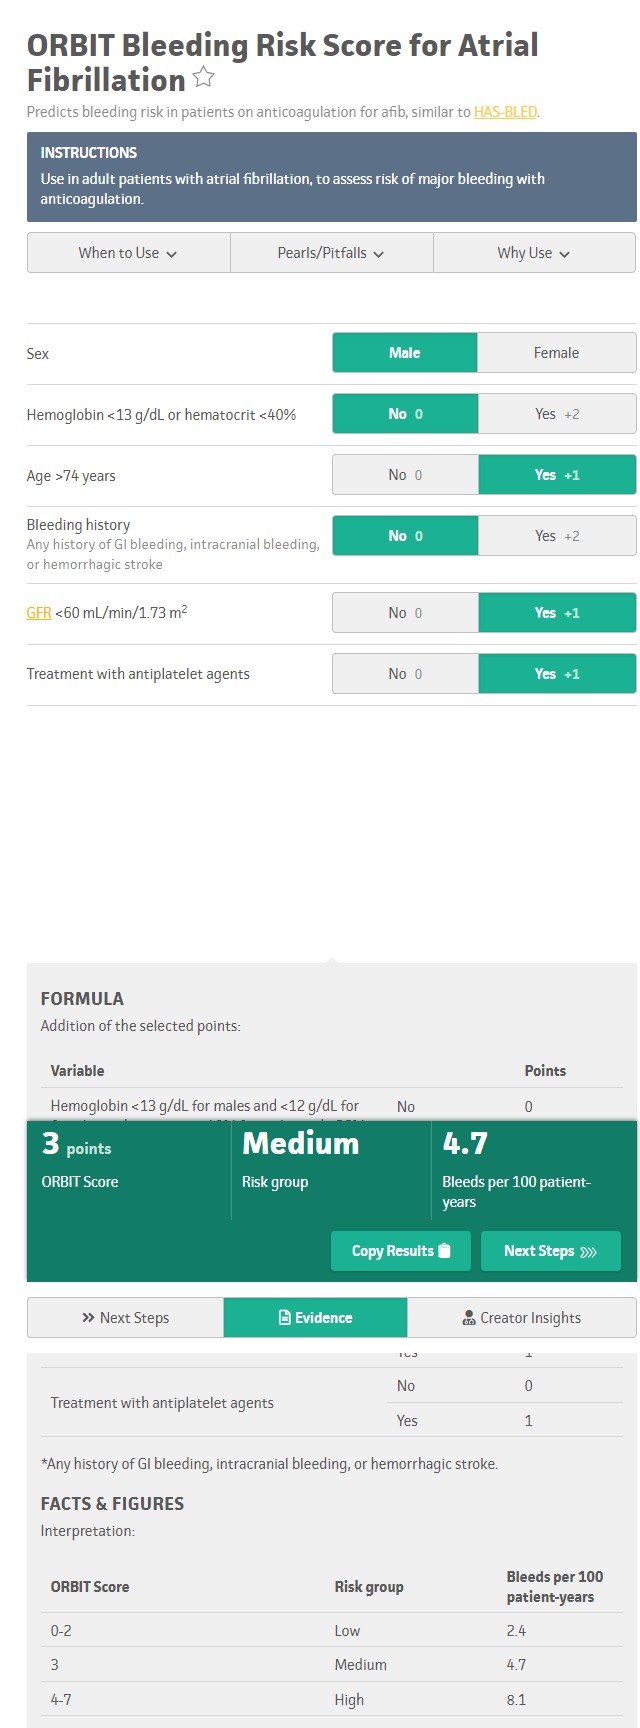 ORBIT Bleeding Risk Score for Atrial
Fibrillation
Predicts bleeding risk in patients on anticoagulation for afib, similar to HAS-BLED.
INSTRUCTIONS
Use in adult patients with atrial fibrillation, to assess risk of major bleeding with
anticoagulation.
When to Use Pearls/Pitfalls Why Use
Sex Male Female
Hemoglobin <13 g/dL or hematocrit <40% No 0 Yes +2
Age >74 years No 0 Yes +1
Bleeding history
Any history of GI bleeding, intracranial bleeding,
or hemorrhagic stroke
No 0 Yes +2
GFR <60 mL/min/1.73 m²  No 0 Yes +1
Treatment with antiplatelet agents No 0 Yes +1
FORMULA
Addition of the selected points:
Variable Points
Hemoglobin <13 g/dL for males and <12 g/dL for No 0
3 points Medium 4.7
ORBIT Score Risk group Bleeds per 100 patient-
years
Copy Results Next Steps
Next Steps Evidence Creator Insights
Yes 1
Treatment with antiplatelet agents
No 0
Yes 1
*Any history of GI bleeding, intracranial bleeding, or hemorrhagic stroke.
FACTS & FIGURES
Interpretation:
ORBIT Score Risk group Bleeds per 100
patient-years
0-2 Low 2.4
3 Medium 4.7
4-7 High 8.1